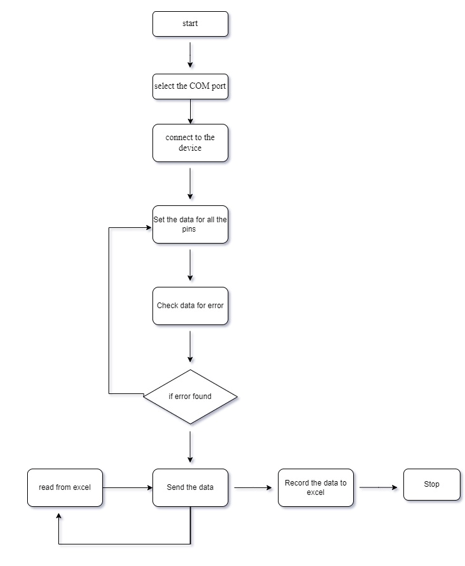 start
select the COM port
connect to the
device
Set the data for all the
pins
Check data for error
if error found
read from excel
Send the data
Record the data to
excel
Stop